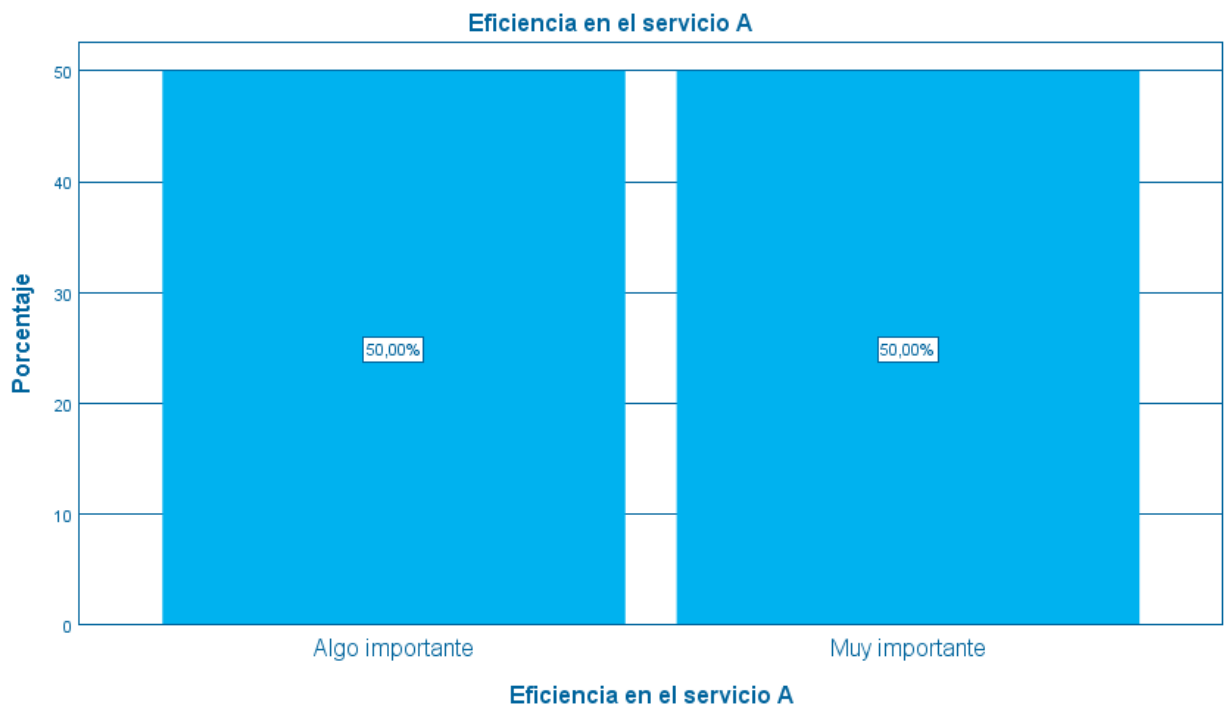 Eficiencia en el servicio A
Porcentaje
50
40
30
20
10
0
50,00%
50,00%
Algo importante
Muy importante
Eficiencia en el servicio A